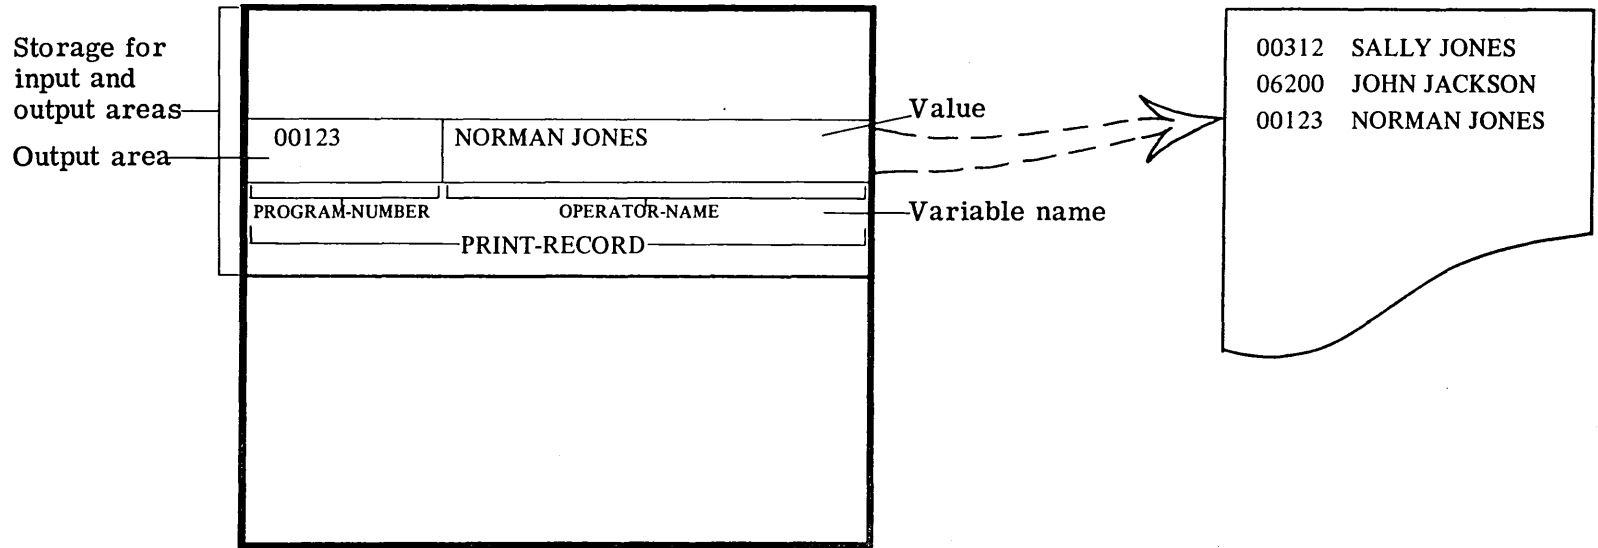 Storage for
input and
output areas
Output area
00123 NORMAN JONES
PROGRAM-NUMBER OPERATOR-NAME
PRINT-RECORD
Value
Variable name
00312 SALLY JONES
06200 JOHN JACKSON
00123 NORMAN JONES